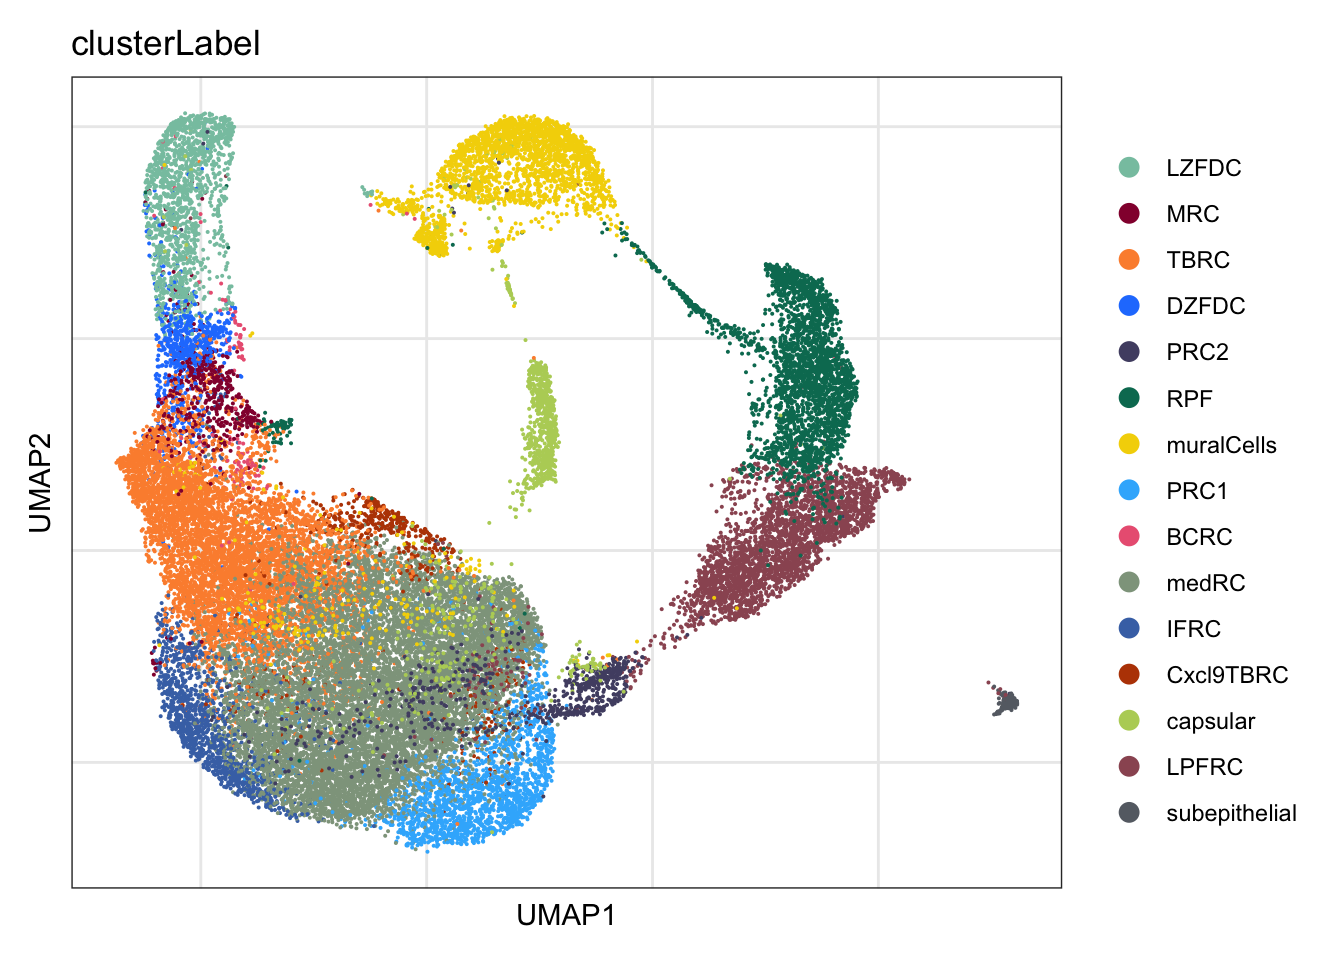 clusterLabel
UMAP2
UMAP1
LZFDC
MRC
TBRC
DZFDC
PRC2
RPF
muralCells
PRC1
BCRC
medRC
IFRC
Cxcl9TBRC
capsular
LPFRC
subepithelial